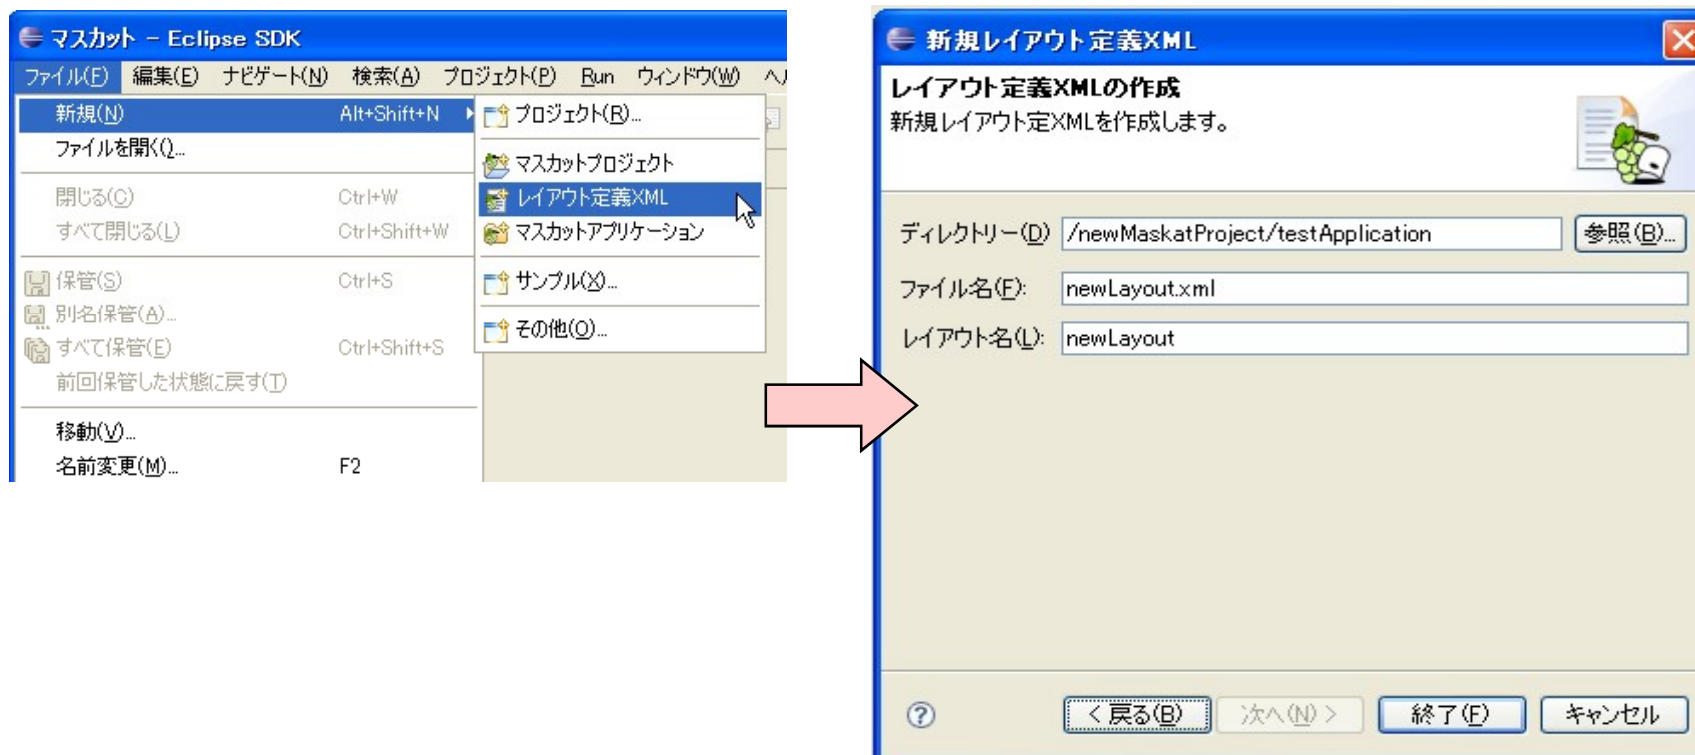 マスカット - Eclipse SDK
ファイル(F) 編集(E) ナビゲート(N) 検索(A) プロジェクト(P) Run ウィンドウ(W)
新規(N) Alt+Shift+N
ファイルを開く(.)...
閉じる(C) Ctrl+W
すべて閉じる(L) Ctrl+Shift+W
保管(S) Ctrl+S
別名保管(A)...
すべて保管(E) Ctrl+Shift+S
前回保管した状態に戻す(T)
移動(V)...
名前変更(M)... F2
プロジェクト(R)...
マスカットプロジェクト
レイアウト定義XML
マスカットアプリケーション
サンプル(X)...
その他(O)...
新規レイアウト定義XML
レイアウト定義XMLの作成
新規レイアウト定XMLを作成します。
ディレクトリー(D) /newMaskatProject/testApplication 参照(B)...
ファイル名(F): newLayout.xml
レイアウト名(L): newLayout
< 戻る(B) 次へ(N) > 終了(F) キャンセル